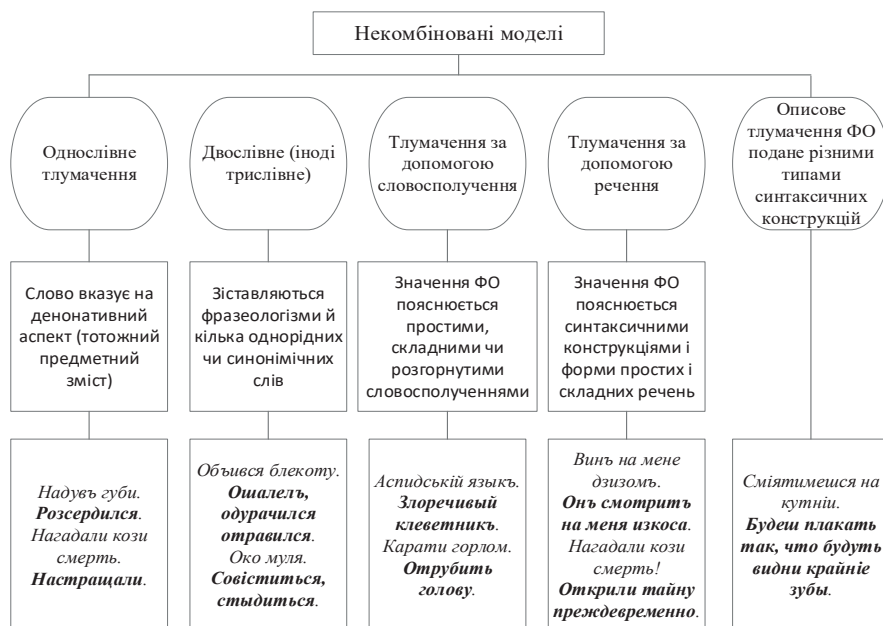 Некомбіновані моделі
Однослівне
тлумачення
Двослівне (іноді
трислівне)
Тлумачення за
допомогою
словосполучення
Тлумачення за
допомогою
речення
Описове
тлумачення ФО
подане різними
типами
синтаксичних
конструкцій
Слово вказує на
денонативний
аспект (тотожний
предметний
зміст)
Зіставляються
фразеологізми й
кілька однорідних
чи синонімічних
слів
Значення ФО
пояснюється
простими,
складними чи
розгорнутими
словосполученнями
Значення ФО
пояснюється
синтаксичними
конструкціями і
форми простих і
складних речень
Надувъ губи.
Розсердился.
Нагадали кози
смерть.
Настращали.
Объився блекоту.
Ошалелъ,
одурачился
отравился.
Око муля.
Совіститься,
стыдиться.
Аспидській языкъ.
Злоречивый
клеветникъ.
Карати горлом.
Отрубить
голову.
Винъ на мене
дзизомъ.
Онъ смотритъ
на меня изкоса.
Нагадали кози
смерть!
Открили тайну
преждевременно.
Сміятимешся на
кутніи.
Будеш плакать
так, что будуть
видни крайніе
зубы.